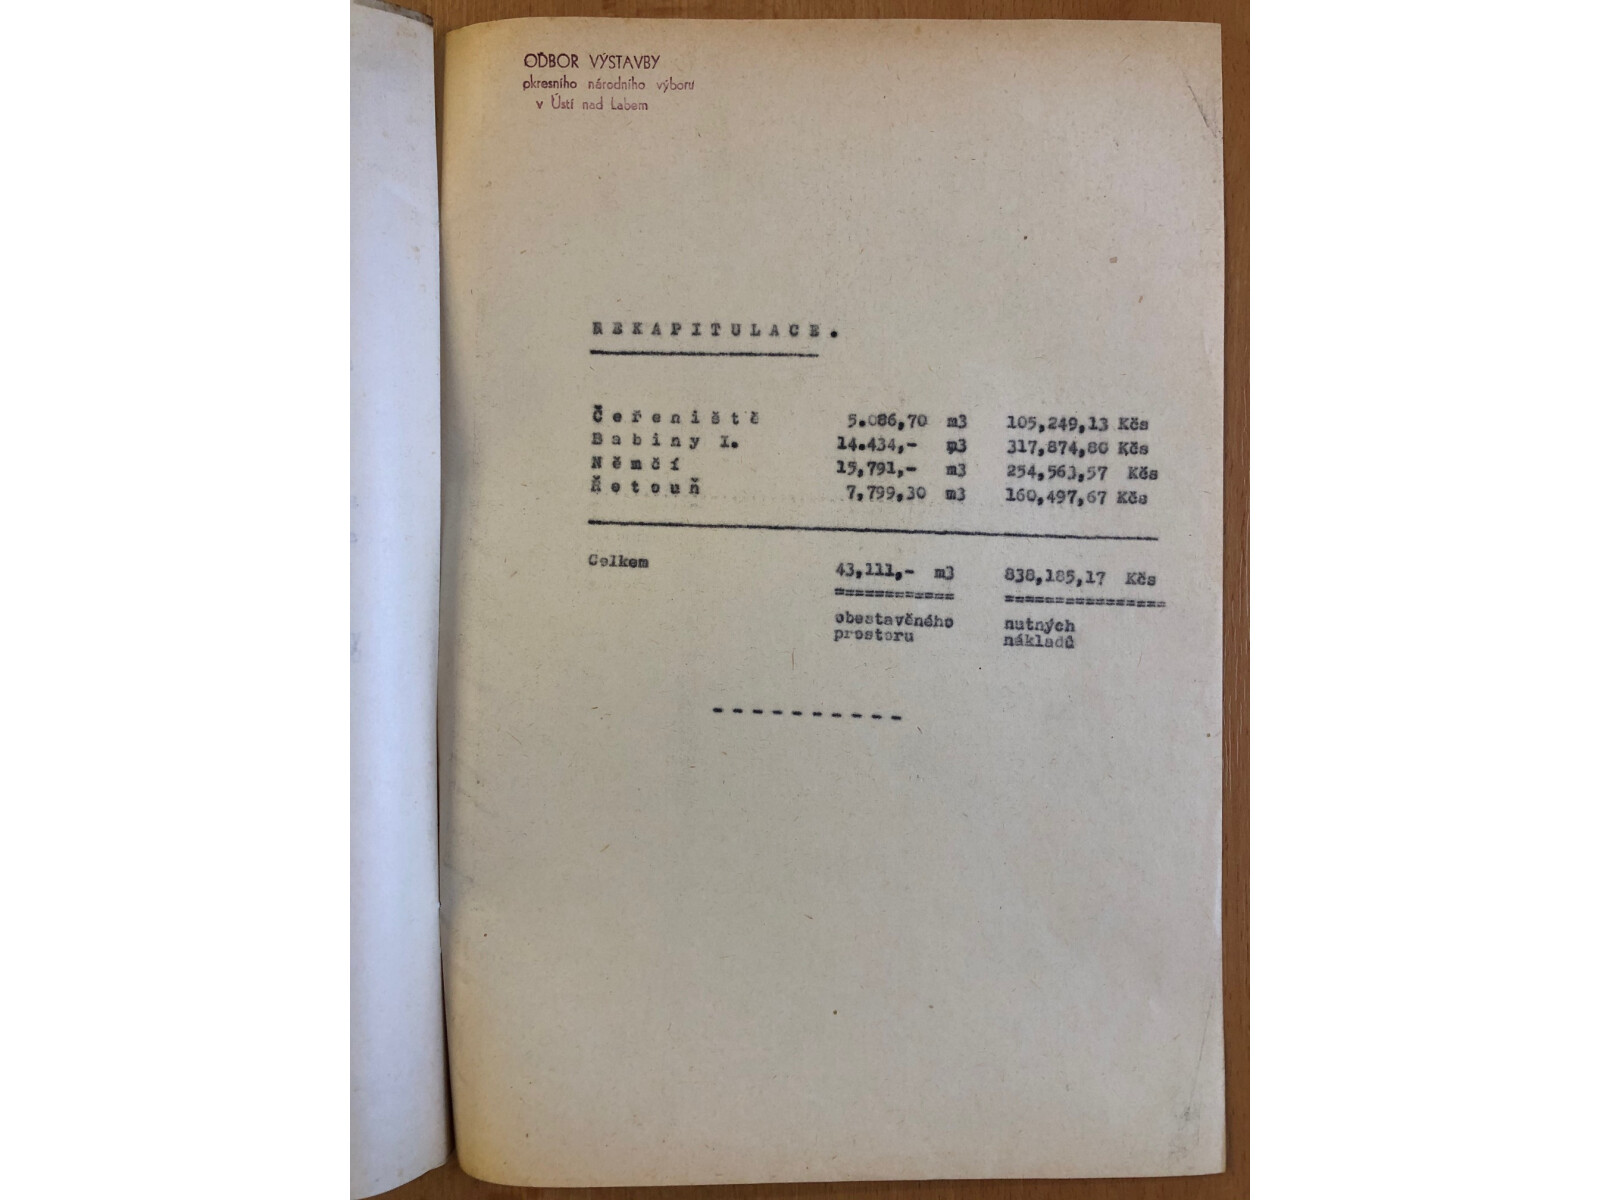 ODBOR VÝSTAVBY
okresního národního výboru
v Ústí nad Labem
REKAPITULACE.
Čeřeniště 5.086,70 m3 105,249,13 Kčs
Babiny I. 14.434,- m3 317,874,80 Kčs
Němčí 15,791,- m3 254,563,57 Kčs
Řetouň 7,799,30 m3 160,497,67 Kčs
Celkem 43,111,- m3 838,185,17 Kčs
============ ================
obestavěného nutných
prostoru nákladů
----------